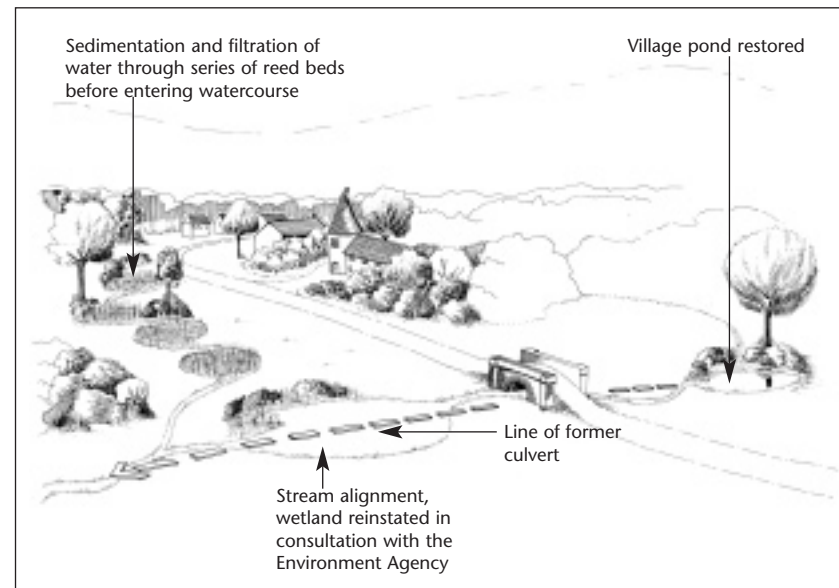 Sedimentation and filtration of
water through series of reed beds
before entering watercourse
Village pond restored
Line of former
culvert
Stream alignment,
wetland reinstated in
consultation with the
Environment Agency